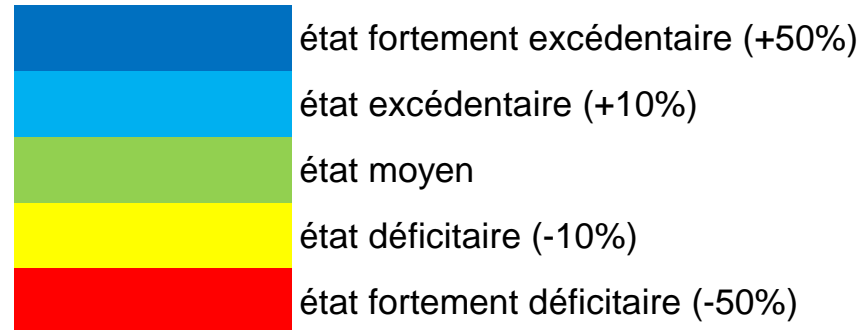 état fortement excédentaire (+50%)
état excédentaire (+10%)
état moyen
état déficitaire (-10%)
état fortement déficitaire (-50%)